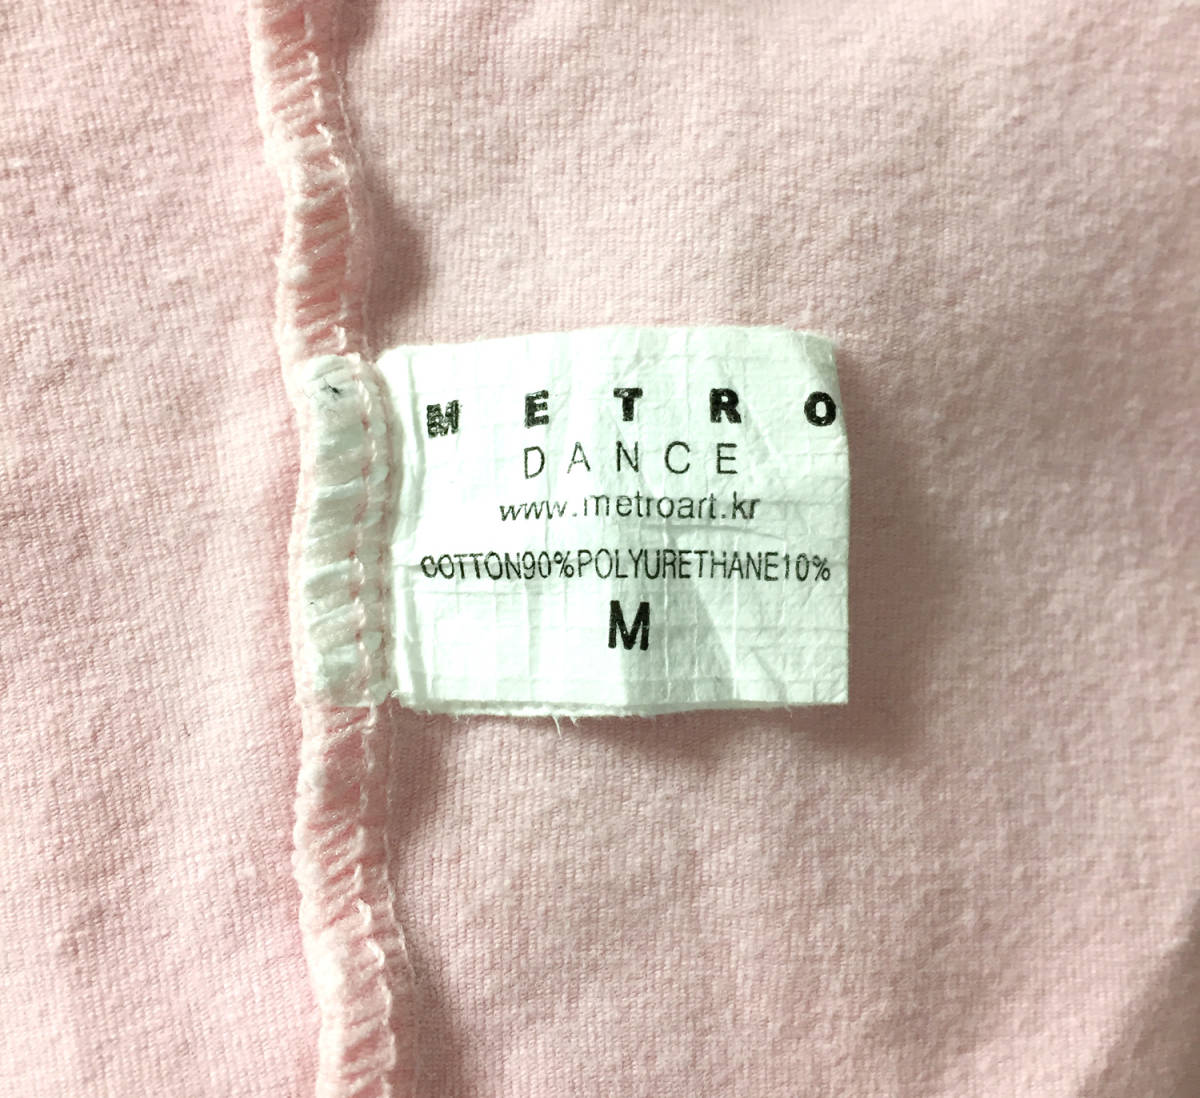 METRO
DANCE
www.metroart.kr
COTTON90%POLYURETHANE10%
M